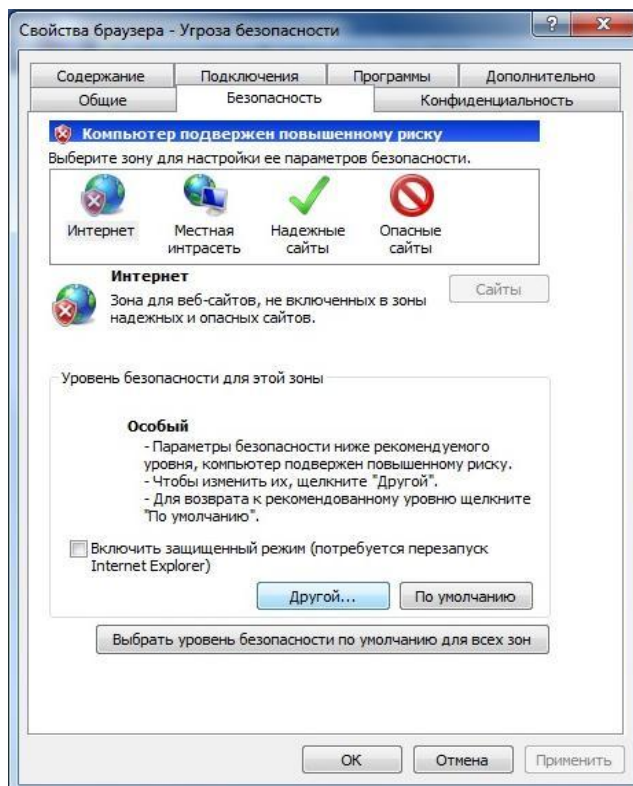 Свойства браузера - Угроза безопасности
Содержание Подключения Программы Дополнительно
Общие Безопасность Конфиденциальность
Компьютер подвержен повышенному риску
Выберите зону для настройки ее параметров безопасности.
Интернет Местная интрасеть Надежные сайты Опасные сайты
Интернет
Сайты
Зона для веб-сайтов, не включенных в зоны
надежных и опасных сайтов.
Уровень безопасности для этой зоны
Особый
- Параметры безопасности ниже рекомендуемого
уровня, компьютер подвержен повышенному риску.
- Чтобы изменить их, щелкните "Другой".
- Для возврата к рекомендованному уровню щелкните
"По умолчанию".
Включить защищенный режим (потребуется перезапуск
Internet Explorer)
Другой... По умолчанию
Выбрать уровень безопасности по умолчанию для всех зон
ОК Отмена Применить